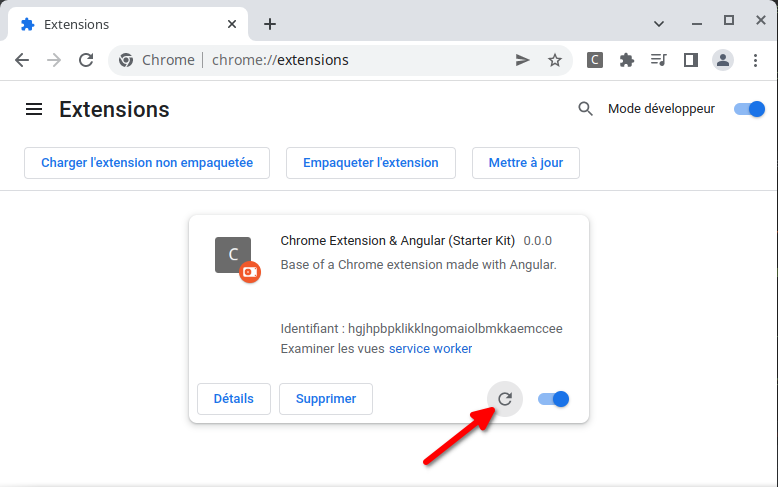 Extensions
Chrome
chrome://extensions
C
Extensions
Mode développeur
Charger l'extension non empaquetée
Empaqueter l'extension
Mettre à jour
C
Chrome Extension & Angular (Starter Kit) 0.0.0
Base of a Chrome extension made with Angular.
Identifiant : hgjhpbpklikklngomaiolbmkkaemccee
Examiner les vues service worker
Détails
Supprimer